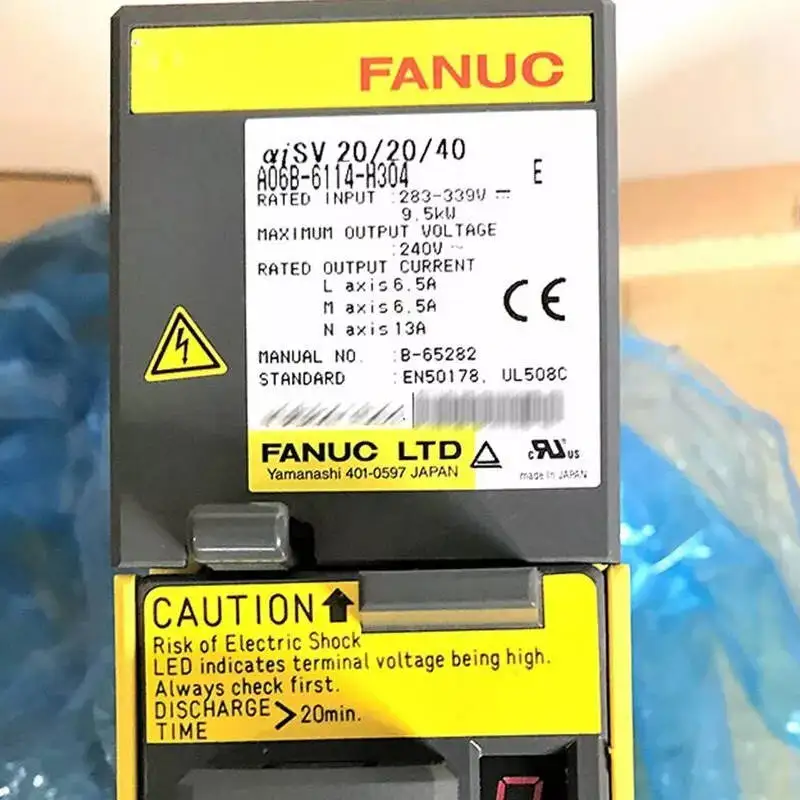 FANUC
αiSV 20/20/40
A06B-6114-H304 E
RATED INPUT :283-339V ⎓
9.5kW
MAXIMUM OUTPUT VOLTAGE
:240V ~
RATED OUTPUT CURRENT
L axis 6.5A
M axis 6.5A
N axis 13A
CE
MANUAL NO. :B-65282
STANDARD :EN50178, UL508C
FANUC LTD
Yamanashi 401-0597 JAPAN
c RU us
made in JAPAN
CAUTION
Risk of Electric Shock
LED indicates terminal voltage being high.
Always check first.
DISCHARGE TIME > 20min.